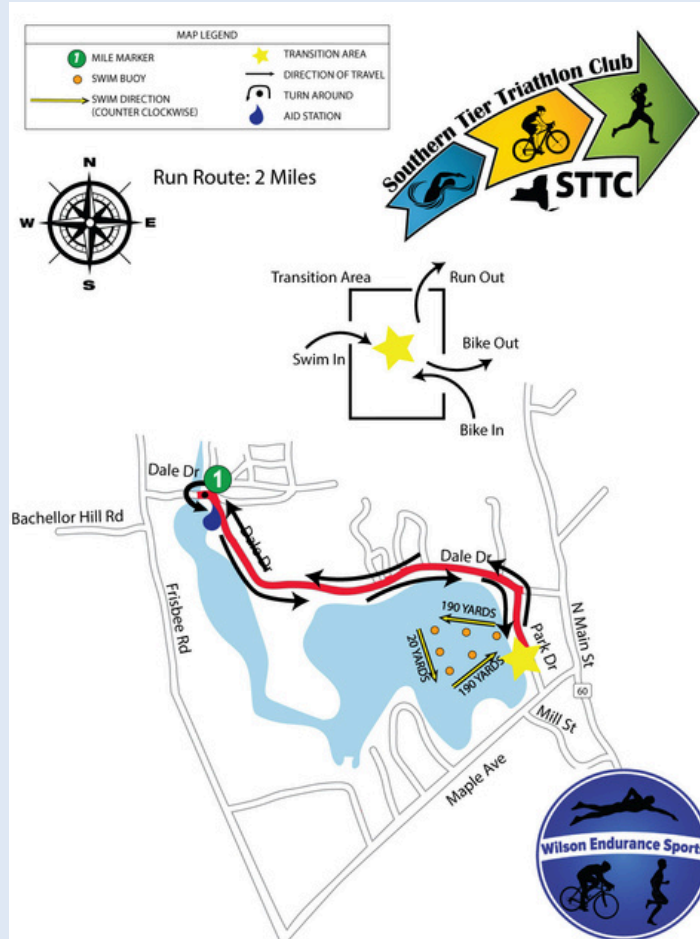 MAP LEGEND
1 MILE MARKER
SWIM BUOY
SWIM DIRECTION
(COUNTER CLOCKWISE)
TRANSITION AREA
DIRECTION OF TRAVEL
TURN AROUND
AID STATION
Southern Tier Triathlon Club
STTC
N
W E
S
Run Route: 2 Miles
Transition Area
Run Out
Swim In
Bike Out
Bike In
Dale Dr
1
Bachellor Hill Rd
Dale Dr
Dale Dr
Frisbee Rd
190 YARDS
20 YARDS
190 YARDS
Park Dr
N Main St
60
Mill St
Maple Ave
Wilson Endurance Sports